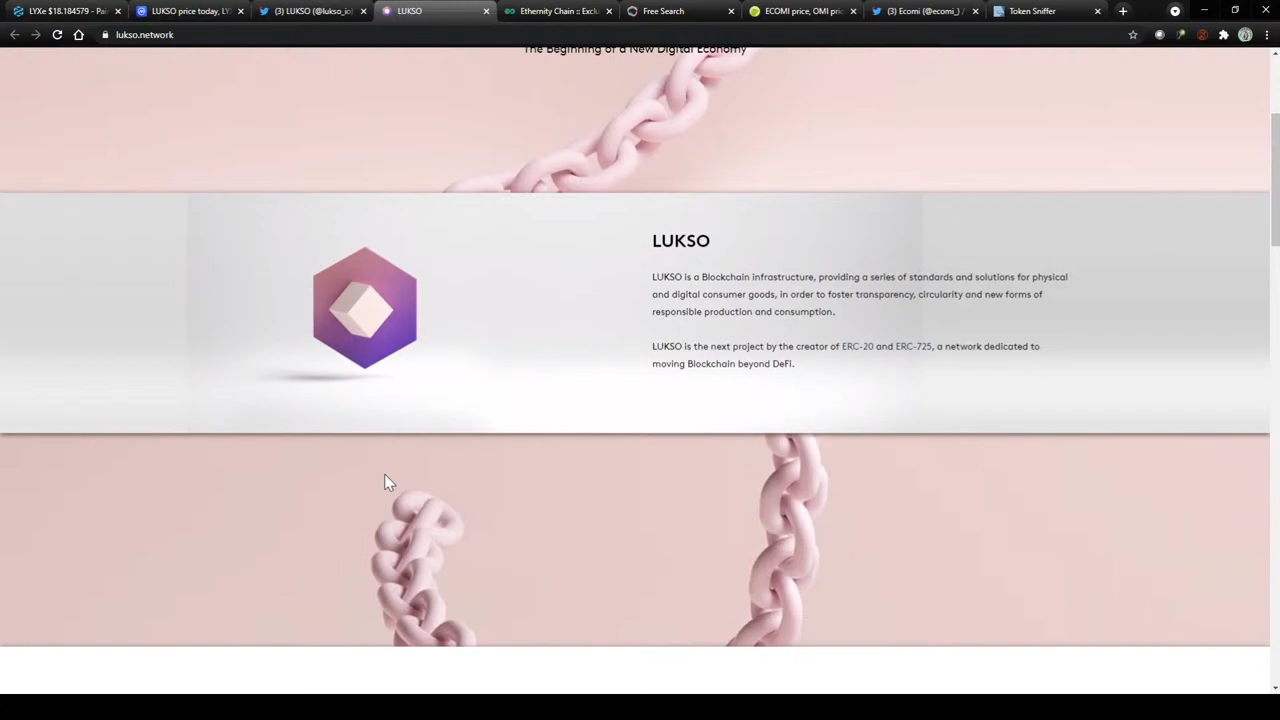 LYXe $18.184579 - Pai
LUKSO price today, LYX
(3) LUKSO (@lukso_io)
LUKSO
Ethernity Chain :: Exclu
Free Search
ECOMI price, OMI pric
(3) Ecomi (@ecomi_) /
Token Sniffer
lukso.network
The Beginning of a New Digital Economy
LUKSO
LUKSO is a Blockchain infrastructure, providing a series of standards and solutions for physical
and digital consumer goods, in order to foster transparency, circularity and new forms of
responsible production and consumption.
LUKSO is the next project by the creator of ERC-20 and ERC-725, a network dedicated to
moving Blockchain beyond DeFi.